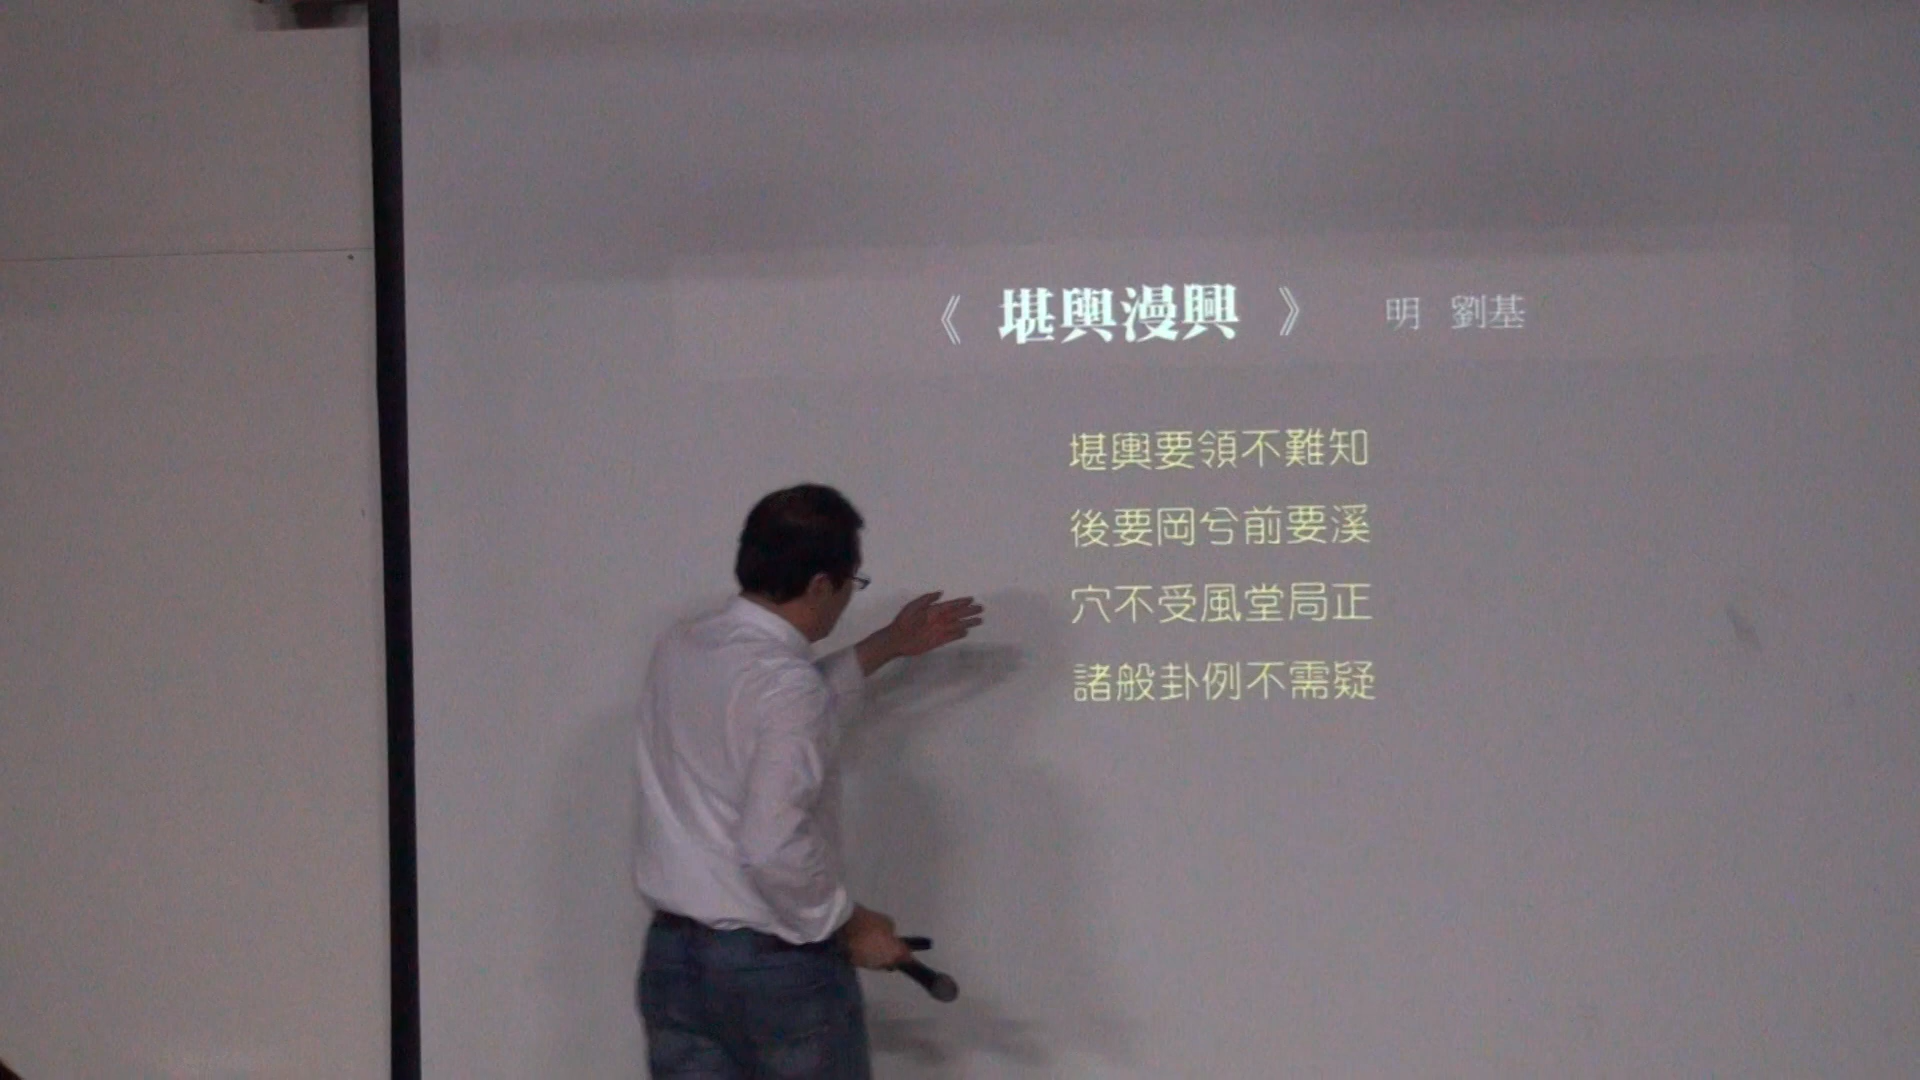 《 堪輿漫興 》 明 劉基
堪輿要領不難知
後要岡兮前要溪
穴不受風堂局正
諸般卦例不需疑